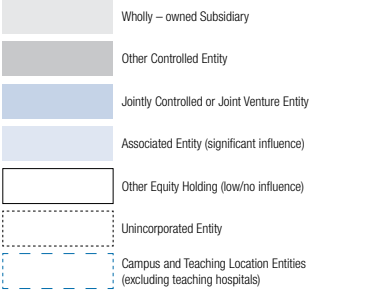 Wholly – owned Subsidiary
Other Controlled Entity
Jointly Controlled or Joint Venture Entity
Associated Entity (significant influence)
Other Equity Holding (low/no influence)
Unincorporated Entity
Campus and Teaching Location Entities
(excluding teaching hospitals)